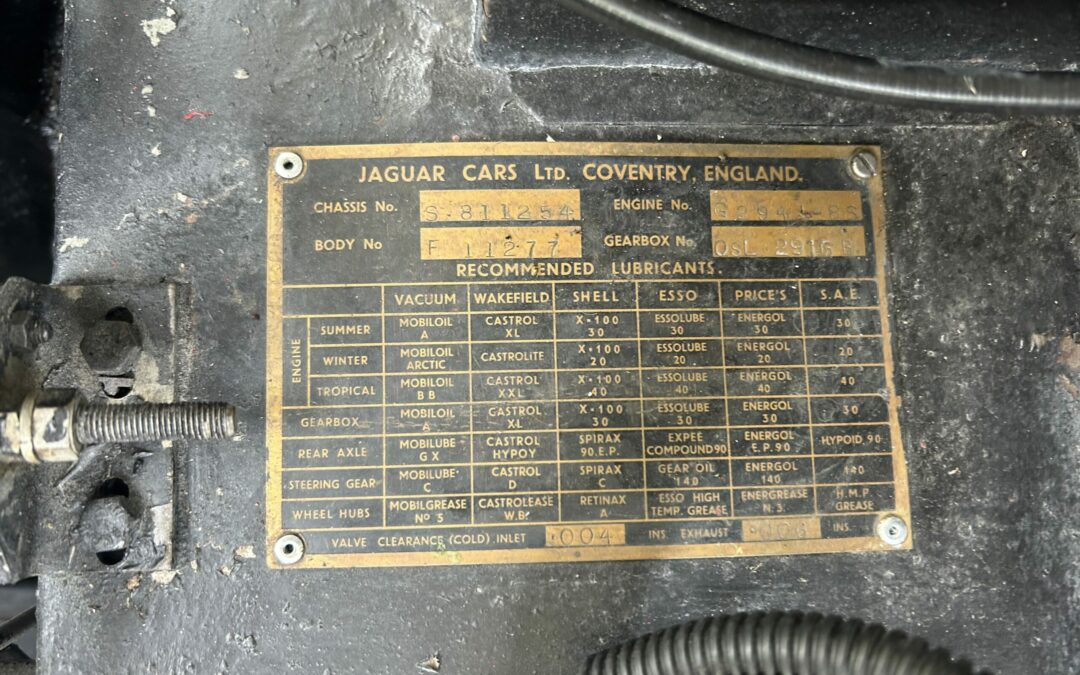 JAGUAR CARS LTD. COVENTRY, ENGLAND.
CHASSIS No. S.811254 ENGINE No.
BODY No F 11277 GEARBOX No.
RECOMMENDED LUBRICANTS.
VACUUM WAKEFIELD SHELL ESSO PRICE'S S.A.E.
ENGINE
SUMMER MOBILOIL A CASTROL XL X-100 30 ESSOLUBE 30 ENERGOL 30 30
WINTER MOBILOIL ARCTIC CASTROLITE X-100 20 ESSOLUBE 20 ENERGOL 20 20
TROPICAL MOBILOIL BB CASTROL XXL X-100 40 ESSOLUBE 40 ENERGOL 40 40
GEARBOX MOBILOIL A CASTROL XL X-100 30 ESSOLUBE 30 ENERGOL 30 30
REAR AXLE MOBILUBE GX CASTROL HYPOY SPIRAX 90.E.P. EXPEE COMPOUND 90 ENERGOL E.P.90 HYPOID.90
STEERING GEAR MOBILUBE C CASTROL D SPIRAX C GEAR OIL 140 ENERGOL 140 140
WHEEL HUBS MOBILGREASE No 5 CASTROLEASE W.B. RETINAX A ESSO HIGH TEMP. GREASE ENERGREASE N.3. H.M.P. GREASE
VALVE CLEARANCE (COLD) INLET .004 INS. EXHAUST INS.